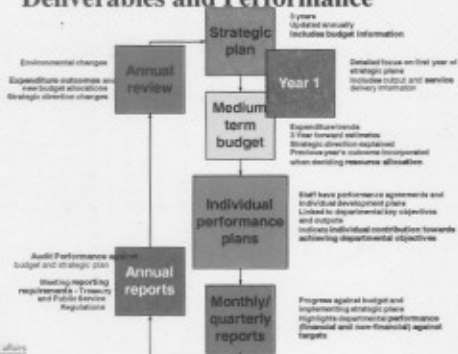 Deliverables and Performance
Strategic
plan
3 years
Updated annually
Includes budget information
Environmental changes
Expenditure outcomes
new budget allocations
Strategic direction changes
Annual
review
Year 1
Detailed focus on first year of
strategic plans
Includes output and service
delivery information
Medium
term
budget
Expenditure trends
3 Year forward estimates
Strategic direction explained
Previous year's outcome incorporated
when deciding resource allocation
Individual
performance
plans
Staff have performance agreements and
individual development plans
Linked to departmental key objectives
and outputs
Indicate individual contribution towards
achieving departmental objectives
Audit Performance against
budget and strategic plan
Meeting reporting
requirements - Treasury
and Public Service
Regulations
Annual
reports
Monthly/
quarterly
reports
Progress against budget and
implementing strategic plans
Highlights departmental performance
(financial and non-financial) against
targets
affairs